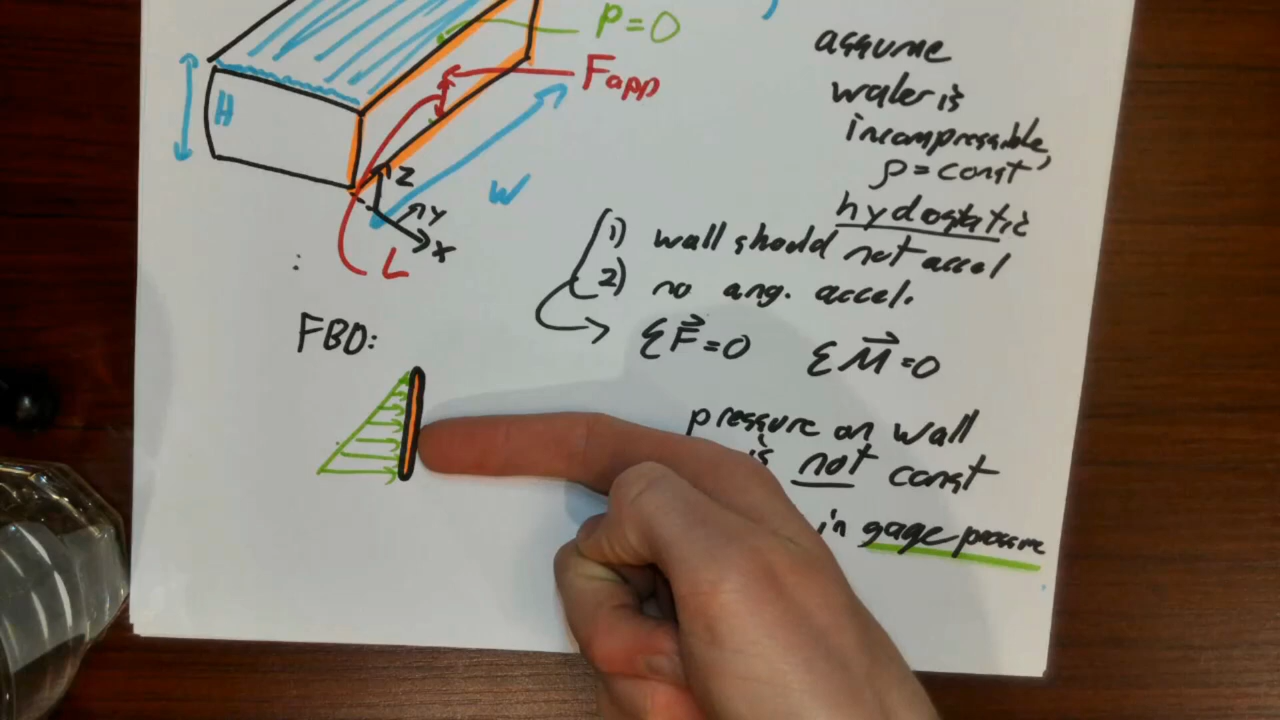 P=0
Fapp
H
W
Z
Y
X
L
assume
water is
incompressible,
ρ=const
hydostatic
1) wall should not accel
2) no ang. accel.
ΣF⃗=0 ΣM⃗=0
FBD:
pressure on wall
is not const
in gage pressure